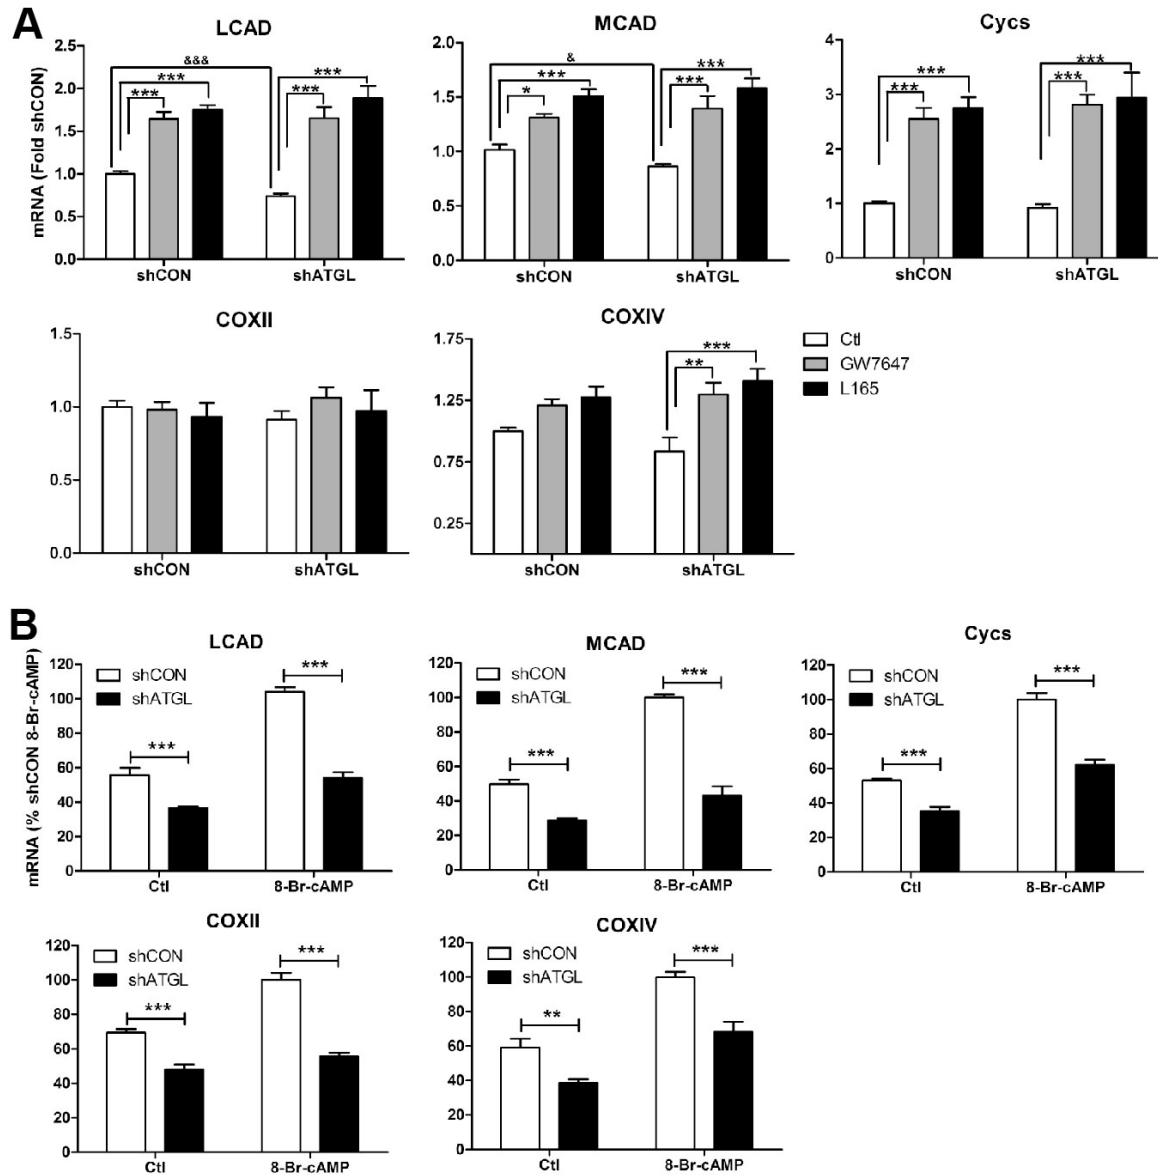 A
LCAD
mRNA (Fold shCON)
2.5
2.0
1.5
1.0
0.5
0.0
&&&
***
***
***
***
shCON
shATGL
MCAD
2.0
1.5
1.0
0.5
0.0
&
***
*
***
***
shCON
shATGL
Cycs
4
3
2
1
0
***
***
***
***
shCON
shATGL
COXII
1.5
1.0
0.5
0.0
shCON
shATGL
COXIV
1.75
1.25
0.75
0.25
***
**
shCON
shATGL
Ctl
GW7647
L165
B
LCAD
mRNA (% shCON 8-Br-cAMP)
120
100
80
60
40
20
0
shCON
shATGL
***
***
Ctl
8-Br-cAMP
MCAD
120
100
80
60
40
20
0
shCON
shATGL
***
***
Ctl
8-Br-cAMP
Cycs
120
100
80
60
40
20
0
shCON
shATGL
***
***
Ctl
8-Br-cAMP
COXII
120
100
80
60
40
20
0
shCON
shATGL
***
***
Ctl
8-Br-cAMP
COXIV
120
100
80
60
40
20
0
shCON
shATGL
**
***
Ctl
8-Br-cAMP